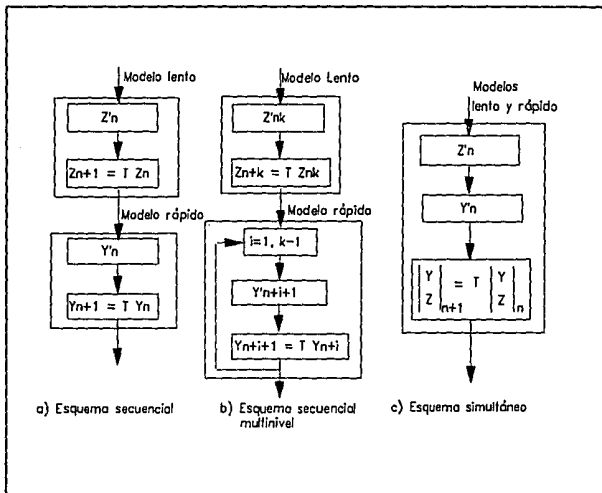 Modelo lento
Z'n
Zn+1 = T Zn
Modelo rápido
Y'n
Yn+1 = T Yn
a) Esquema secuencial
Modelo Lento
Z'nk
Zn+k = T Znk
Modelo rápido
i=1, k-1
Y'n+i+1
Yn+i+1 = T Yn+i
b) Esquema secuencial
multinivel
Modelos
lento y rápido
Z'n
Y'n
|Y| = T |Y|
|Z|n+1 |Z|n
c) Esquema simultáneo